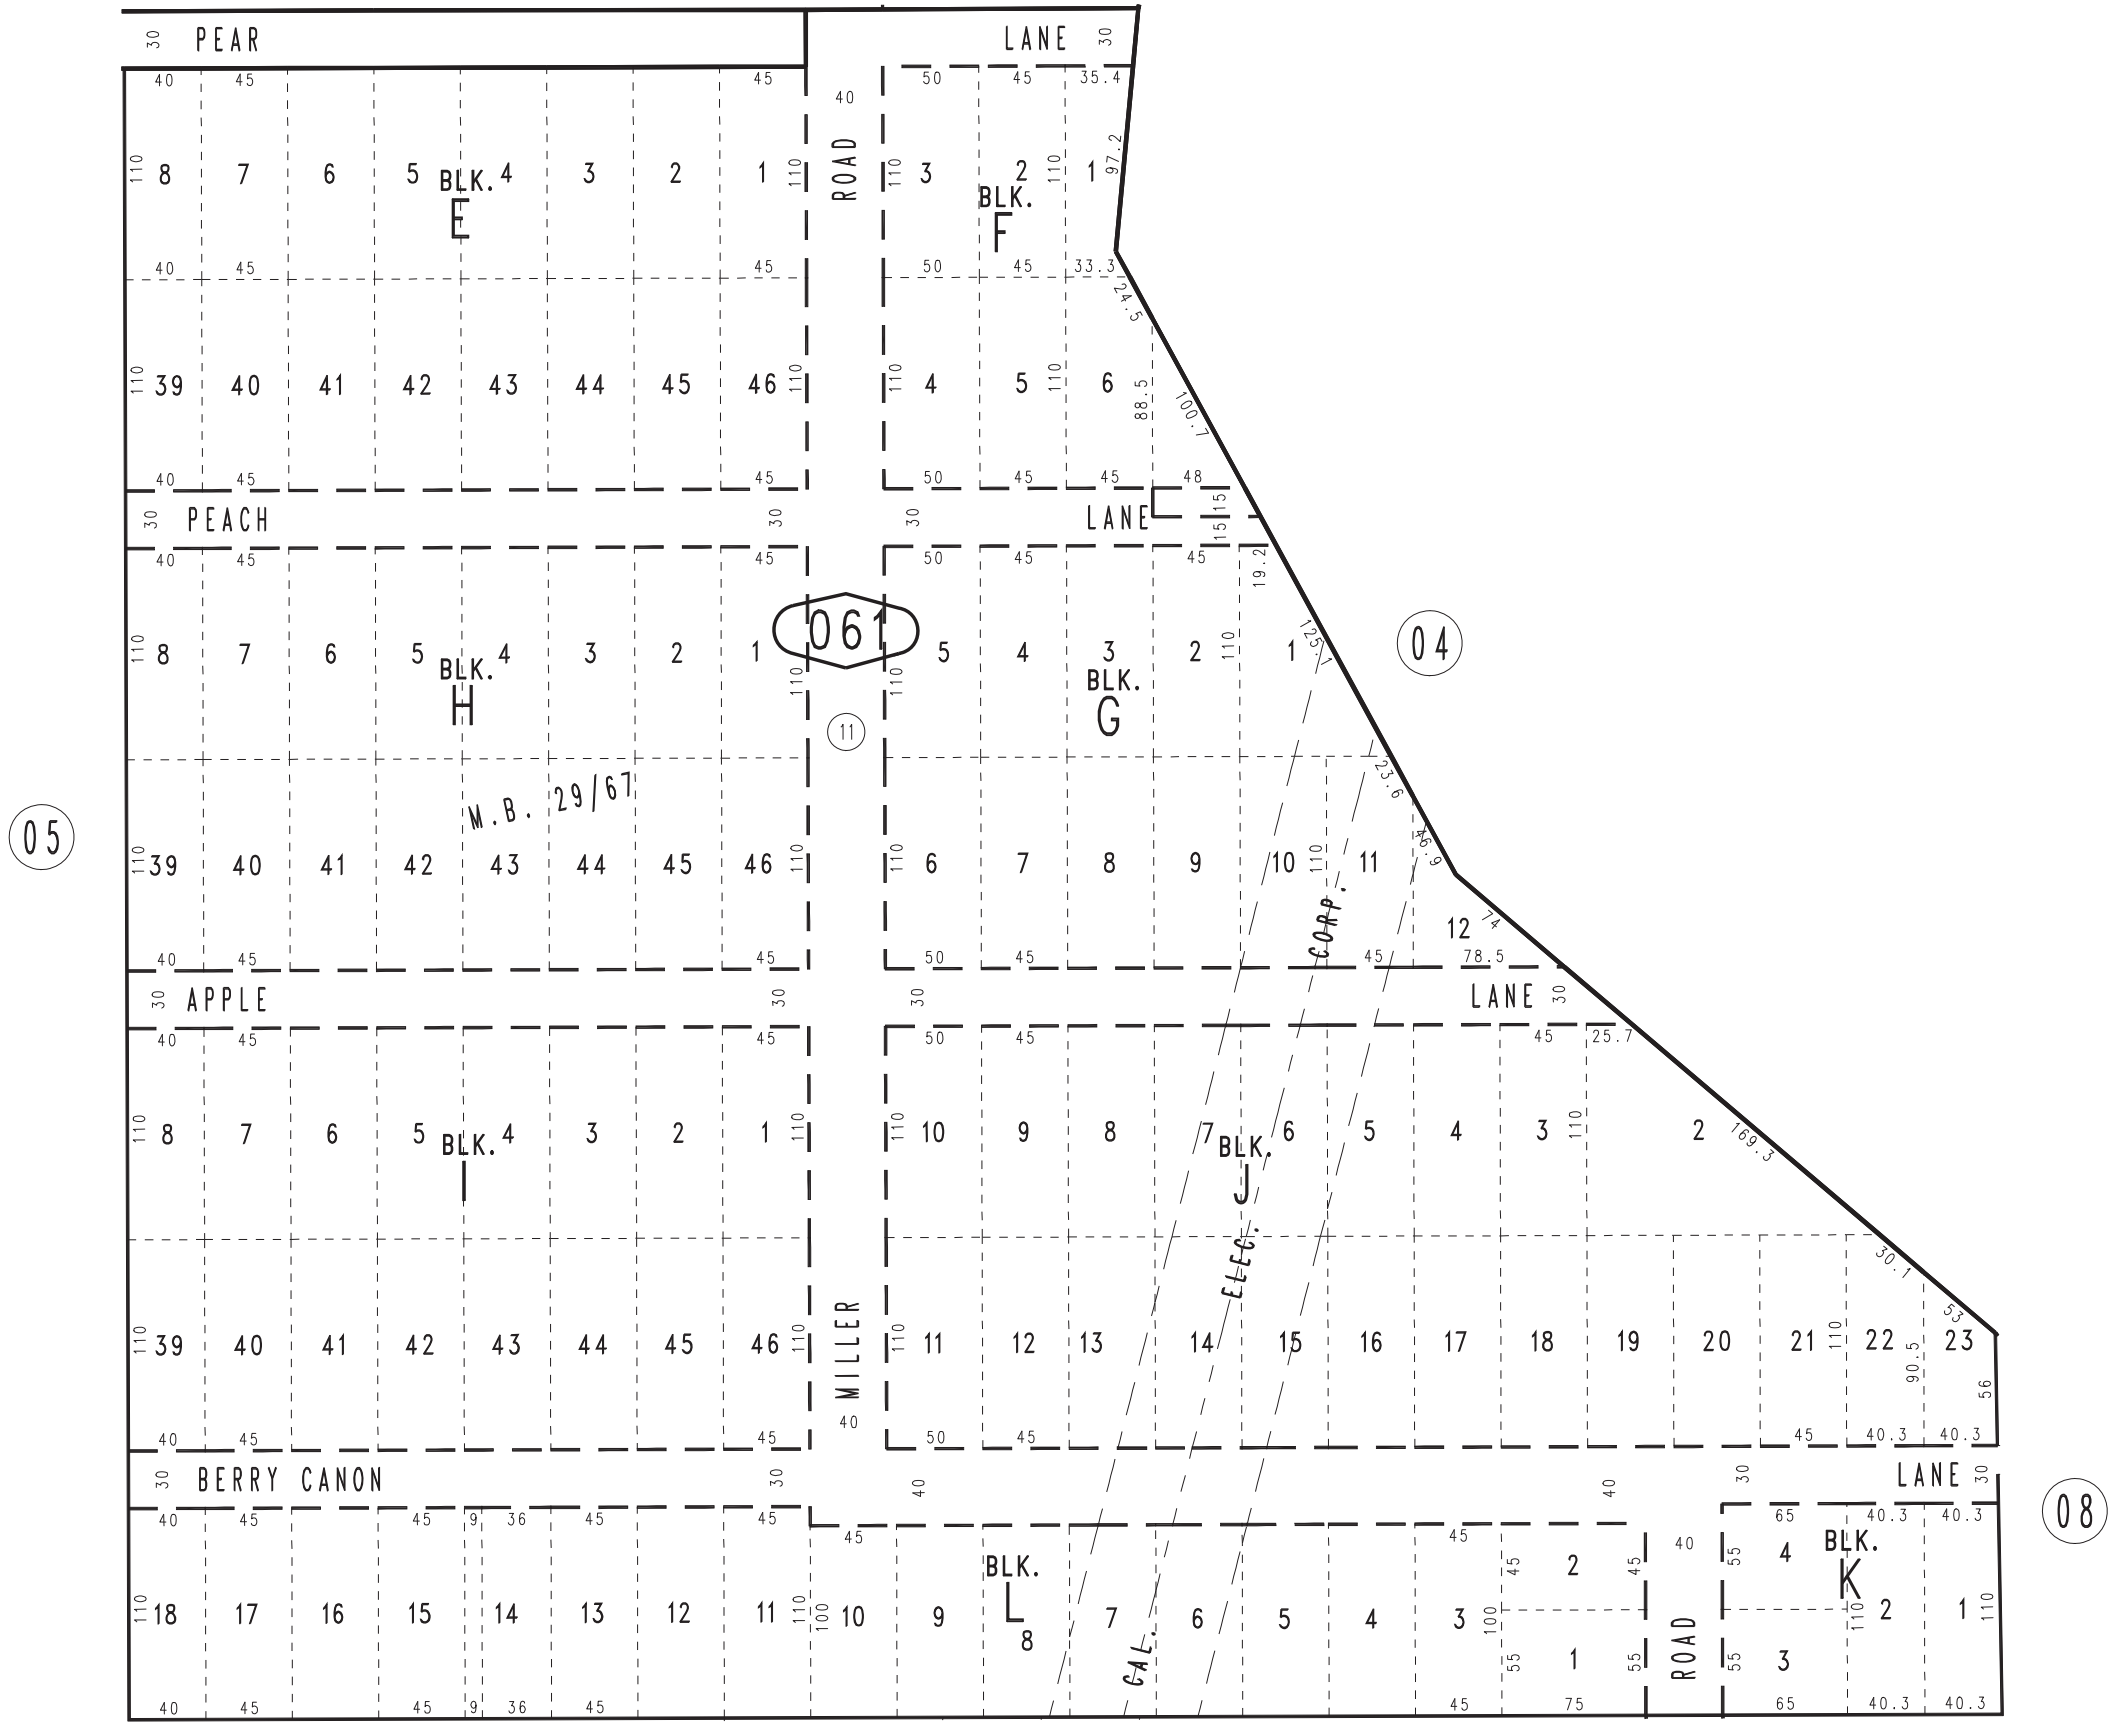 30 PEAR LANE 30
40 45 45 50 45 35.4
40
110 8 7 6 5 4 3 2 1 110 ROAD 110 3 2 110 1 97.2
BLK. BLK.
E F
40 45 45 50 45 33.3
24.5
110 39 40 41 42 43 44 45 46 110 110 4 5 110 6 88.5 100.7
40 45 45 50 45 45 48
15 15
30 PEACH 30 30 LANE
15 15
40 45 45 50 45 45 19.2
061
110 8 7 6 5 4 3 2 1 110 110 5 4 3 2 110 1 125.1 04
BLK. BLK.
H G
11
M.B. 29/67 23.6
05
110 39 40 41 42 43 44 45 46 110 110 6 7 8 9 10 110 11 46.9
CORP. 12 74
40 45 45 50 45 45 78.5
30 APPLE 30 30 LANE 30
40 45 45 50 45 45 25.7
110 8 7 6 5 4 3 2 1 110 110 10 9 8 7 6 5 4 3 110 2 169.3
BLK. BLK.
I J
ELEC. 30.1
53
110 39 40 41 42 43 44 45 46 110 MILLER 110 11 12 13 14 15 16 17 18 19 20 21 110 22 90.5 23 56
40
40 45 45 50 45 45 40.3 40.3
30 BERRY CANON 30 40 40 30 LANE 30
08
40 45 45 9 36 45 45 45 45 65 40.3 40.3
40
BLK. 45 2 45 55 4 BLK.
L K
110 18 17 16 15 14 13 12 11 110 100 10 9 8 7 6 5 4 3 100 110 2 1 110
CAL. 55 1 55 ROAD 55 3
40 45 45 9 36 45 45 75 65 40.3 40.3